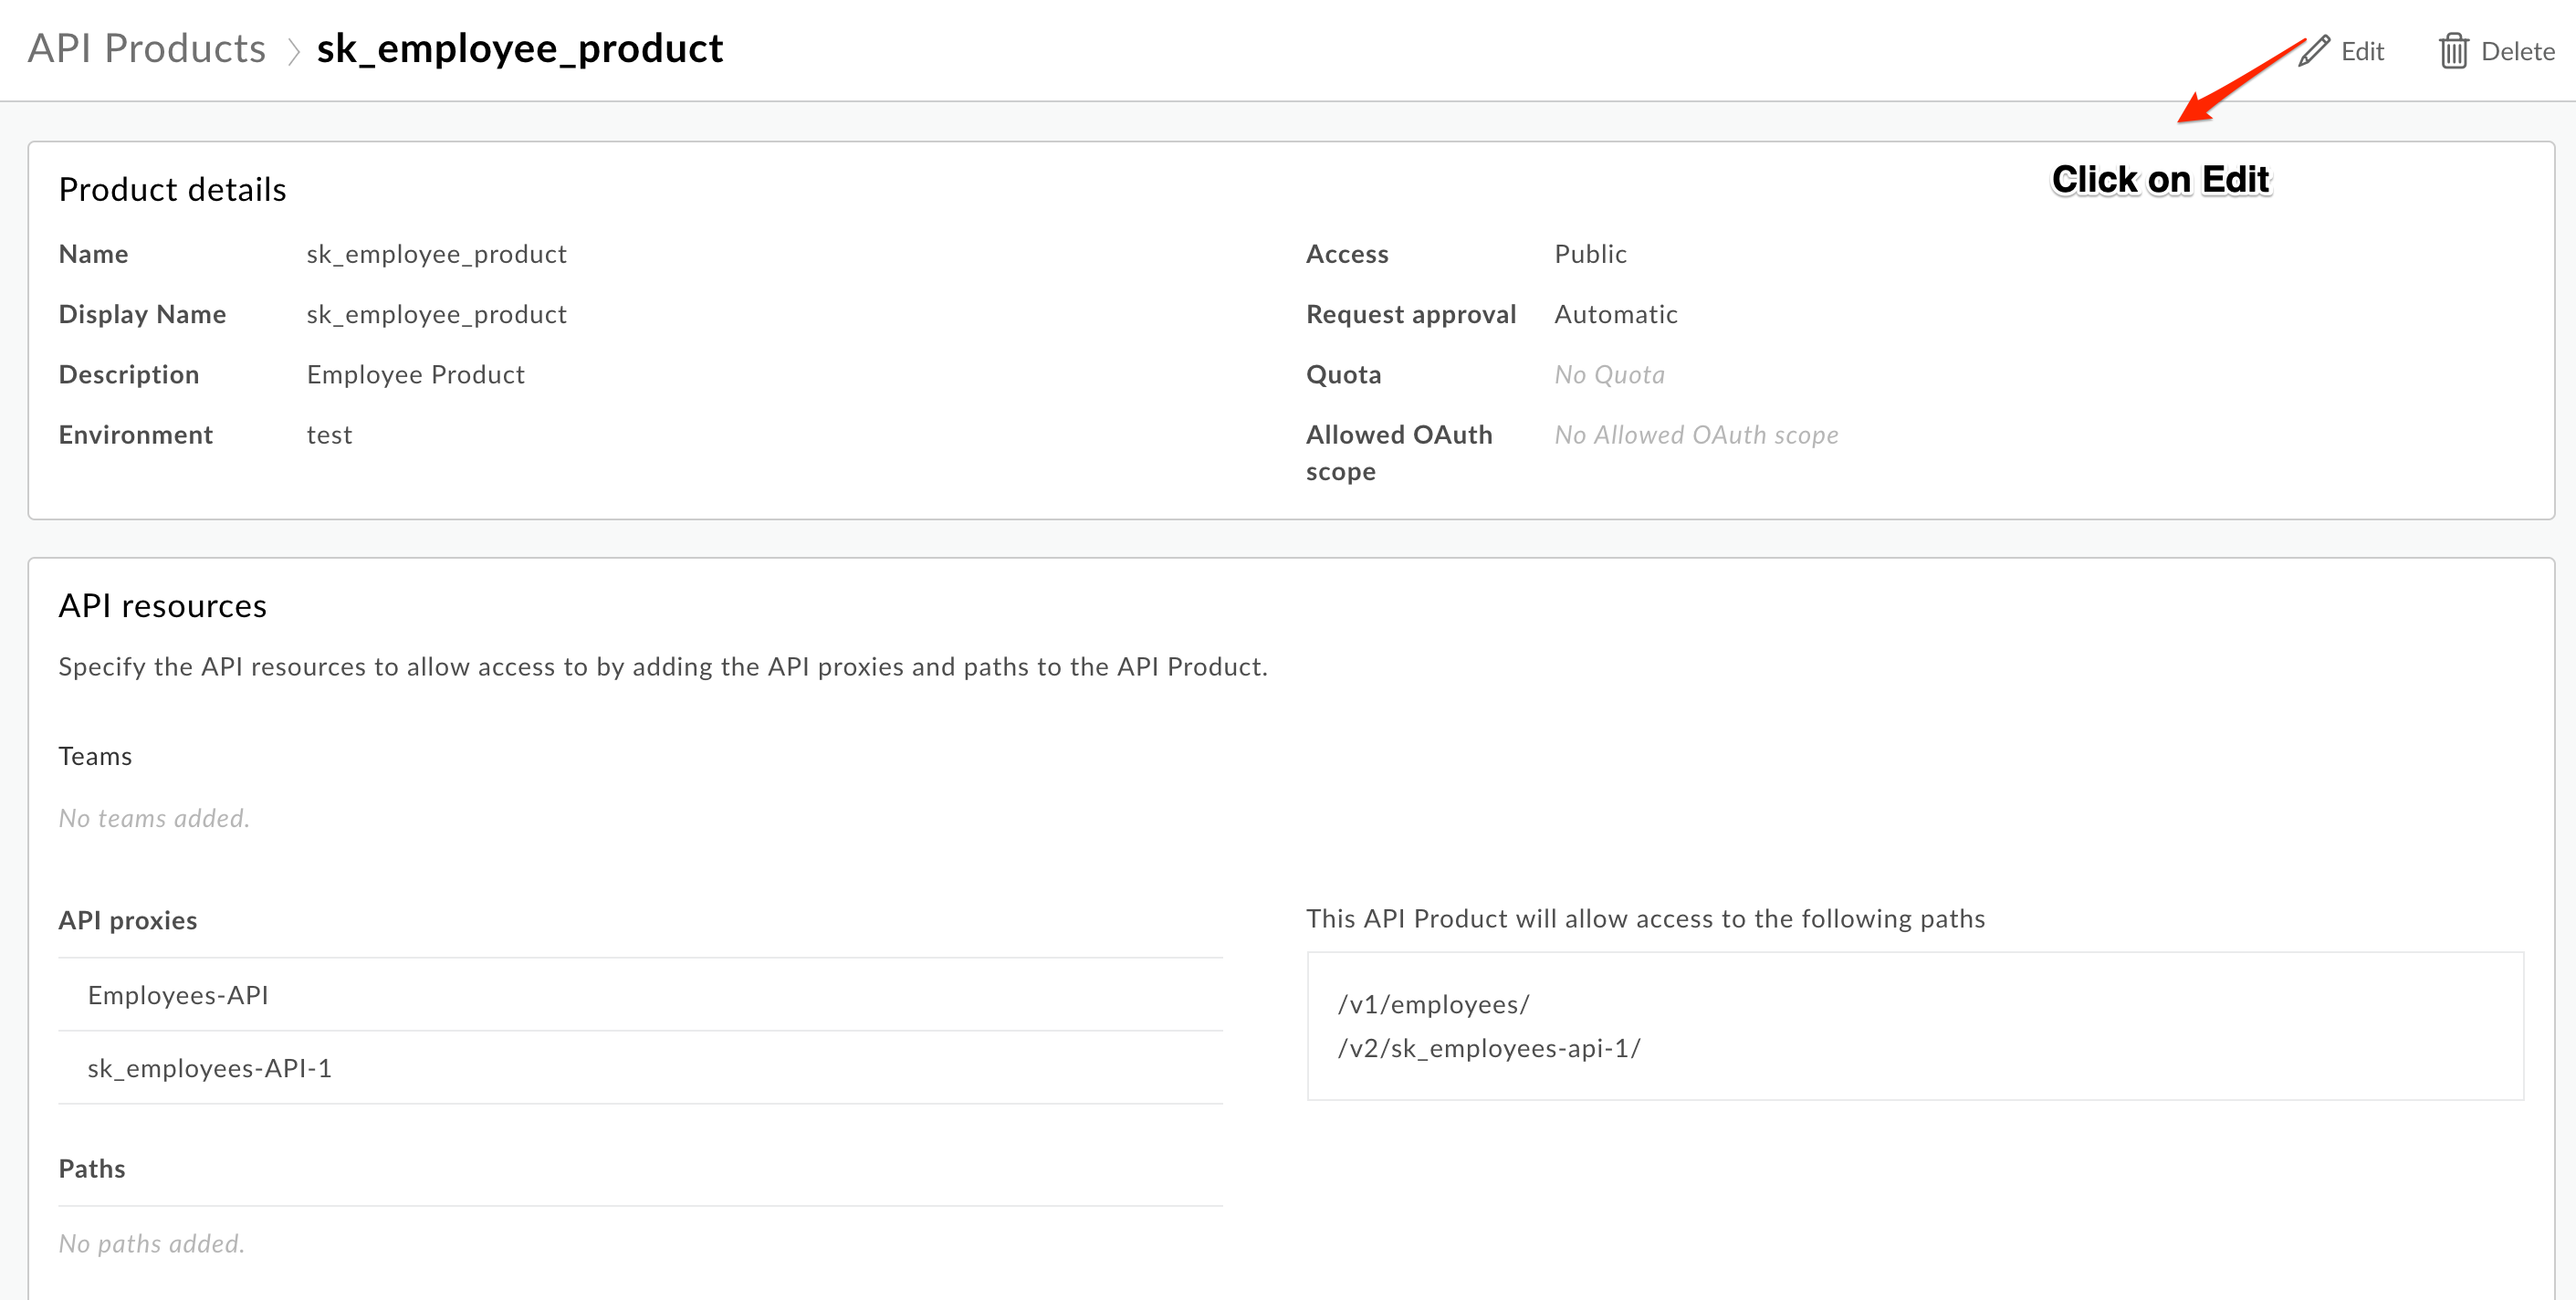 API Products > sk_employee_product
Edit
Delete
Click on Edit
Product details
Name sk_employee_product
Display Name sk_employee_product
Description Employee Product
Environment test
Access Public
Request approval Automatic
Quota No Quota
Allowed OAuth No Allowed OAuth scope
scope
API resources
Specify the API resources to allow access to by adding the API proxies and paths to the API Product.
Teams
No teams added.
API proxies
Employees-API
sk_employees-API-1
This API Product will allow access to the following paths
/v1/employees/
/v2/sk_employees-api-1/
Paths
No paths added.